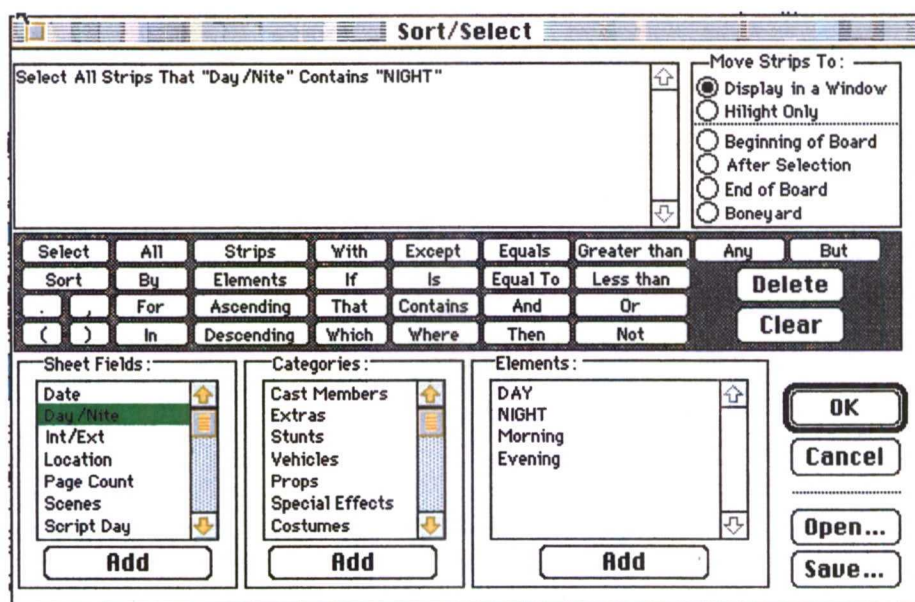 Sort/Select
Select All Strips That "Day/Nite" Contains "NIGHT"
Move Strips To:
Display in a Window
Hilight Only
Beginning of Board
After Selection
End of Board
Boneyard
Select All Strips With Except Equals Greater than Any But
Sort By Elements If Is Equal To Less than
. , For Ascending That Contains And Or
( ) In Descending Which Where Then Not
Delete
Clear
Sheet Fields:
Date
Day/Nite
Int/Ext
Location
Page Count
Scenes
Script Day
Add
Categories:
Cast Members
Extras
Stunts
Vehicles
Props
Special Effects
Costumes
Add
Elements:
DAY
NIGHT
Morning
Evening
Add
OK
Cancel
Open...
Save...